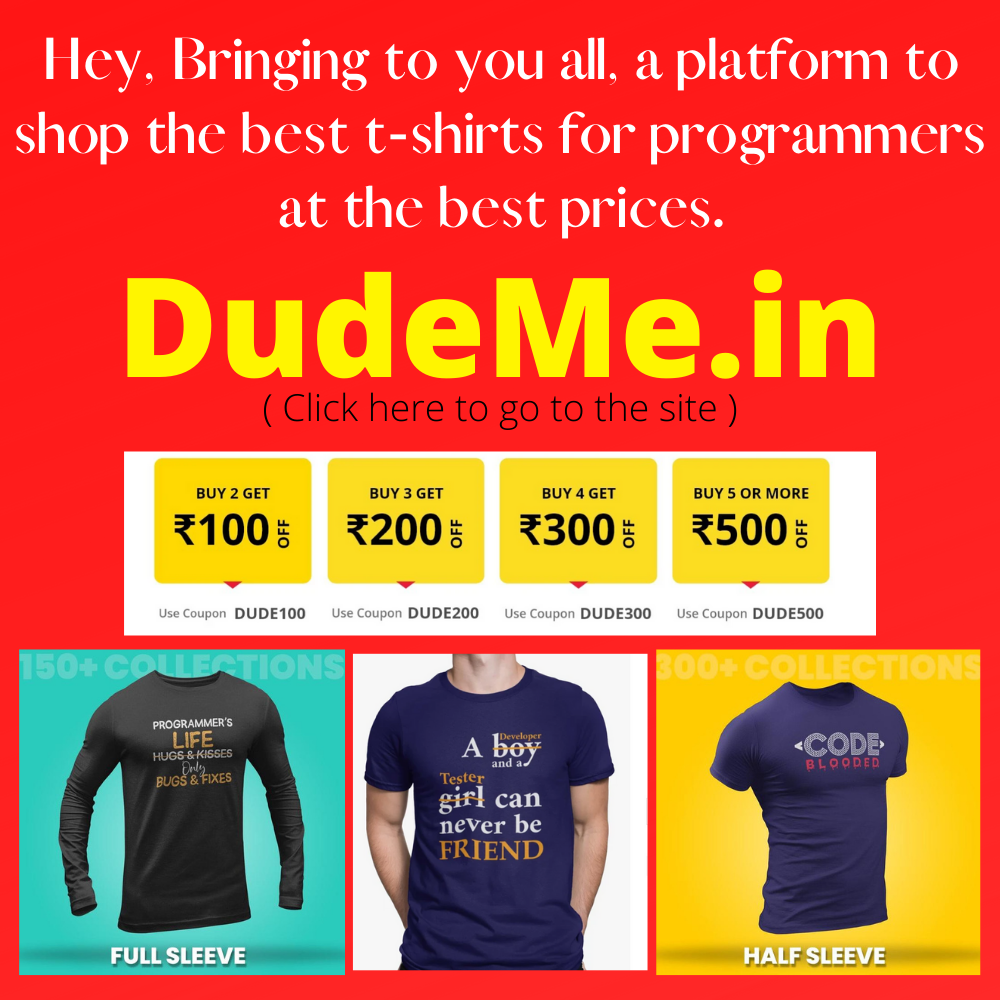 Hey, Bringing to you all, a platform to
shop the best t-shirts for programmers
at the best prices.
DudeMe.in
( Click here to go to the site )
BUY 2 GET
₹100 OFF
Use Coupon DUDE100
BUY 3 GET
₹200 OFF
Use Coupon DUDE200
BUY 4 GET
₹300 OFF
Use Coupon DUDE300
BUY 5 OR MORE
₹500 OFF
Use Coupon DUDE500
150+ COLLECTIONS
PROGRAMMER'S
LIFE
HUGS & KISSES
Only
BUGS & FIXES
FULL SLEEVE
Developer
A boy
and a
Tester
girl can
never be
FRIEND
300+ COLLECTIONS
<CODE>
BLOODED
HALF SLEEVE